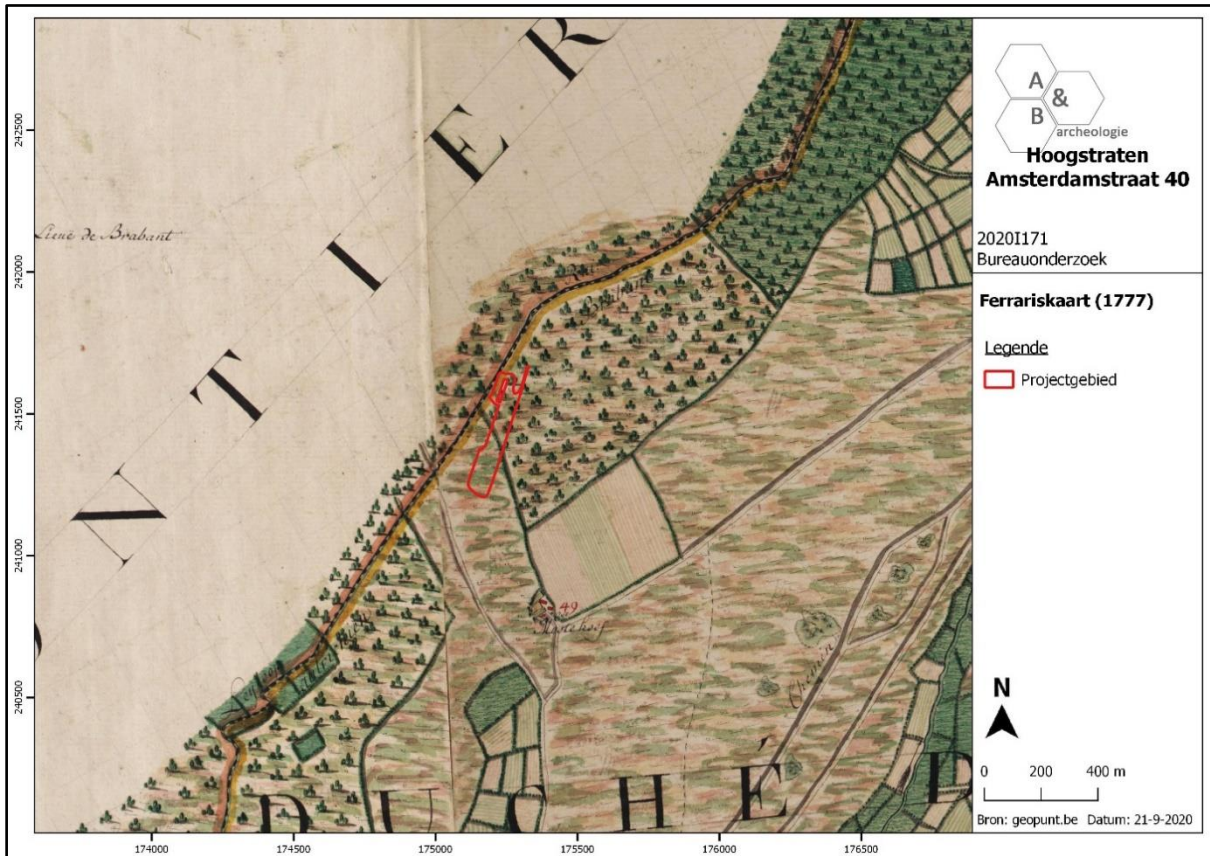 242500
242000
241500
241000
240500
174000
174500
175000
175500
176000
176500
NTIER
Lieue de Brabant
49
Chemin
DUCHÉ
A
&
B
archeologie
Hoogstraten
Amsterdamstraat 40
2020I171
Bureauonderzoek
Ferrariskaart (1777)
Legende
Projectgebied
N
0 200 400 m
Bron: geopunt.be Datum: 21-9-2020